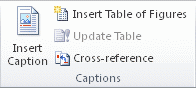 Insert Caption
Insert Table of Figures
Update Table
Cross-reference
Captions